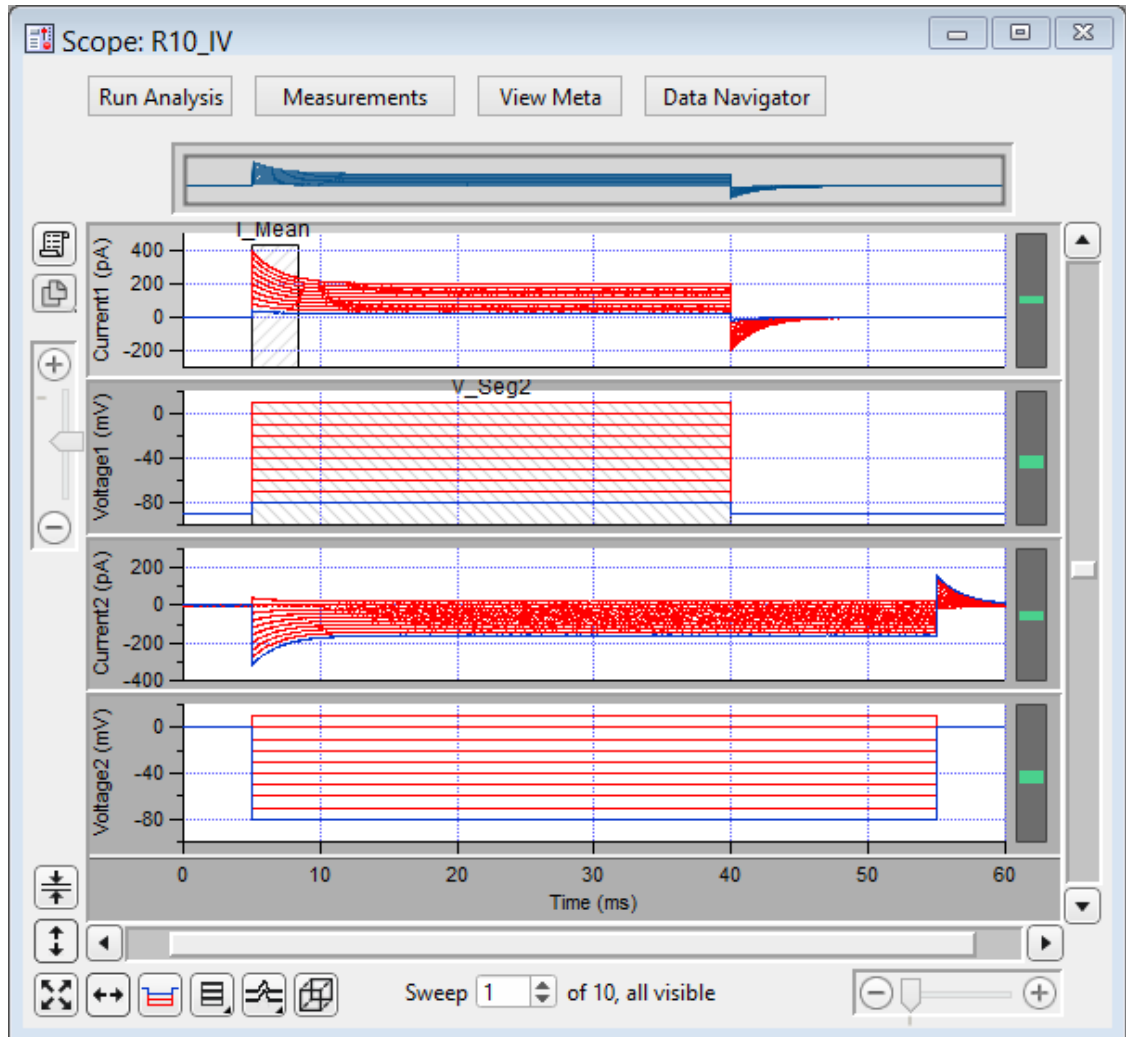 Scope: R10_IV
Run Analysis Measurements View Meta Data Navigator
I_Mean
Current1 (pA)
400
200
0
-200
V_Seg2
Voltage1 (mV)
0
-40
-80
Current2 (pA)
200
0
-200
-400
Voltage2 (mV)
0
-40
-80
0 10 20 30 40 50 60
Time (ms)
Sweep 1 of 10, all visible